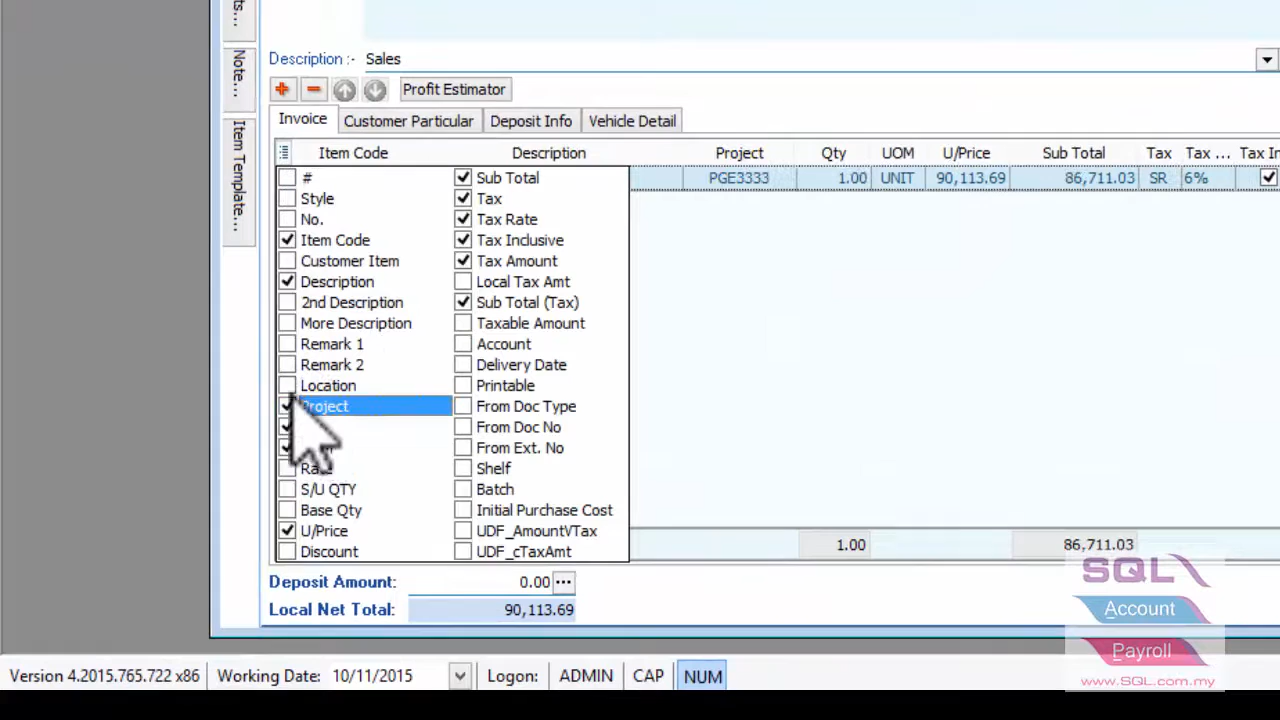 ts...
Note...
Item Template...
Description :- Sales
Profit Estimator
Invoice Customer Particular Deposit Info Vehicle Detail
Item Code Description Project Qty UOM U/Price Sub Total Tax Tax ... Tax In
PGE3333 1.00 UNIT 90,113.69 86,711.03 SR 6%
# Sub Total
Style Tax
No. Tax Rate
Item Code Tax Inclusive
Customer Item Tax Amount
Description Local Tax Amt
2nd Description Sub Total (Tax)
More Description Taxable Amount
Remark 1 Account
Remark 2 Delivery Date
Location Printable
Project From Doc Type
From Doc No
From Ext. No
Shelf
S/U QTY Batch
Base Qty Initial Purchase Cost
U/Price UDF_AmountVTax
Discount UDF_cTaxAmt
1.00 86,711.03
Deposit Amount: 0.00
Local Net Total: 90,113.69
SQL
Account
Payroll
www.SQL.com.my
Version 4.2015.765.722 x86 Working Date: 10/11/2015 Logon: ADMIN CAP NUM